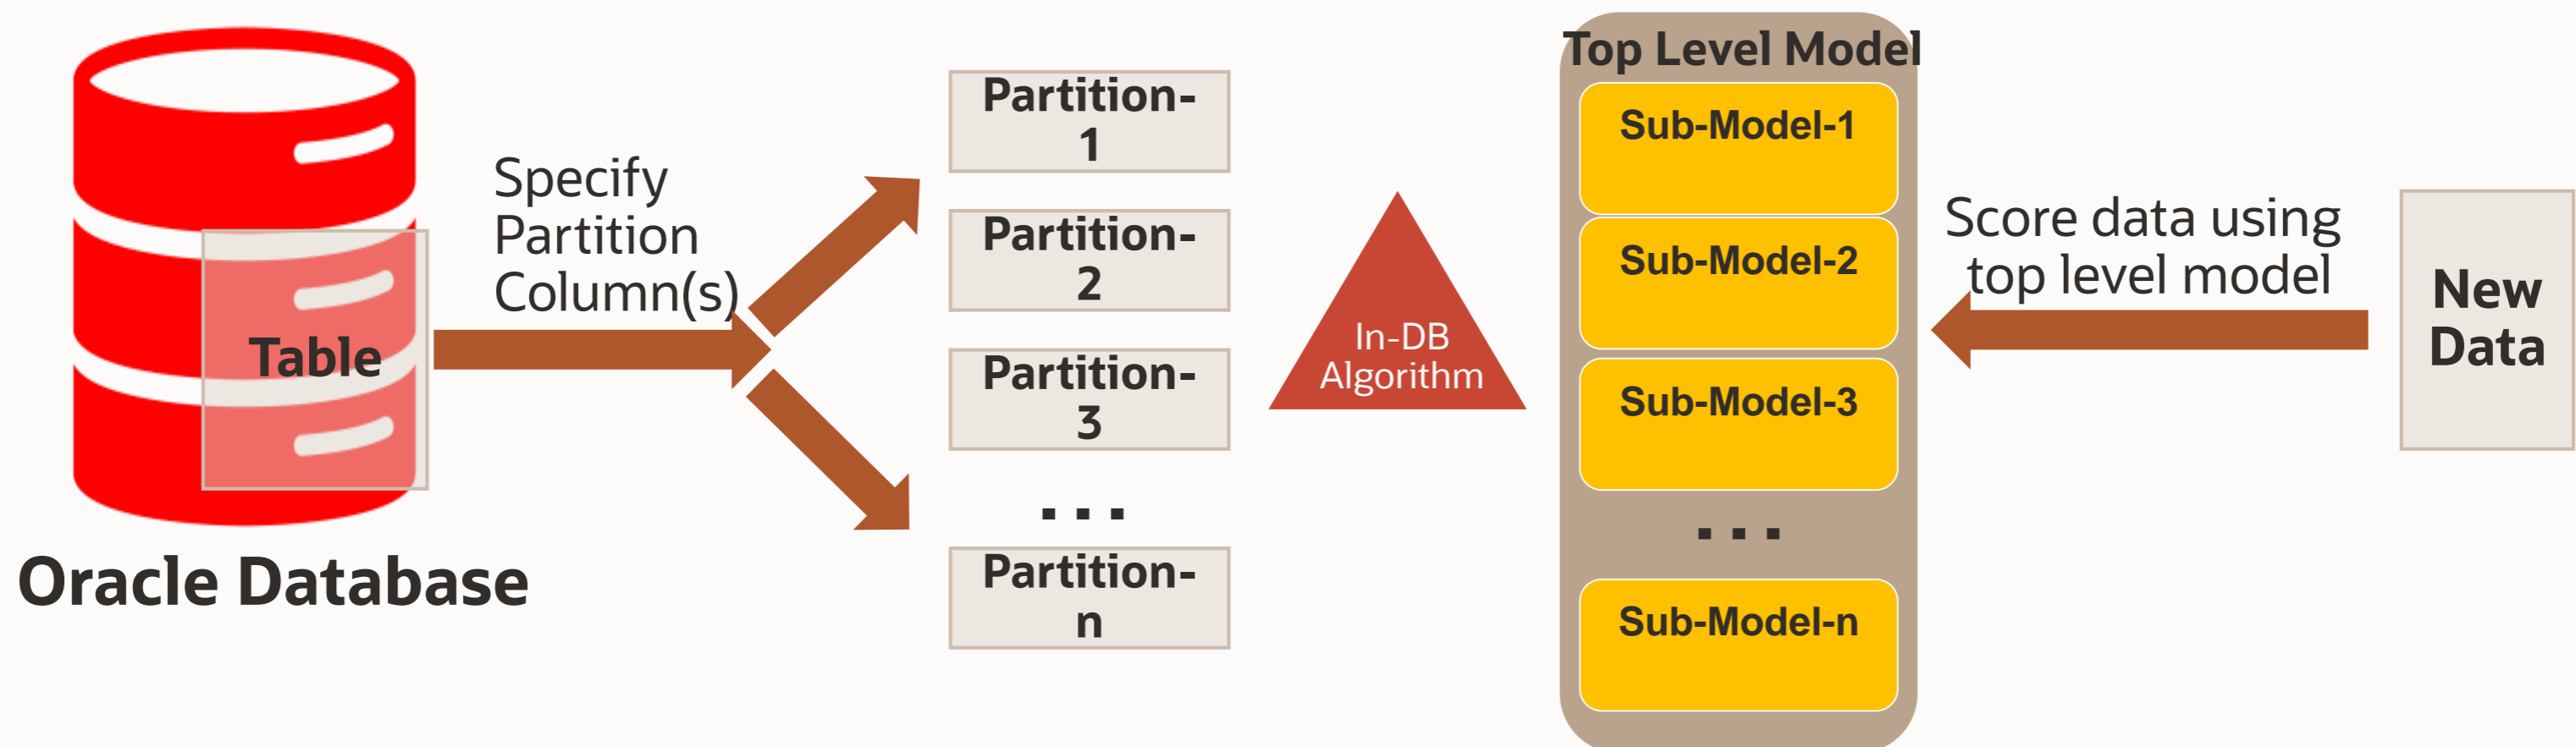 Table
Oracle Database
Specify
Partition
Column(s)
Partition-
1
Partition-
2
Partition-
3
...
Partition-
n
In-DB
Algorithm
Top Level Model
Sub-Model-1
Sub-Model-2
Sub-Model-3
...
Sub-Model-n
Score data using
top level model
New
Data